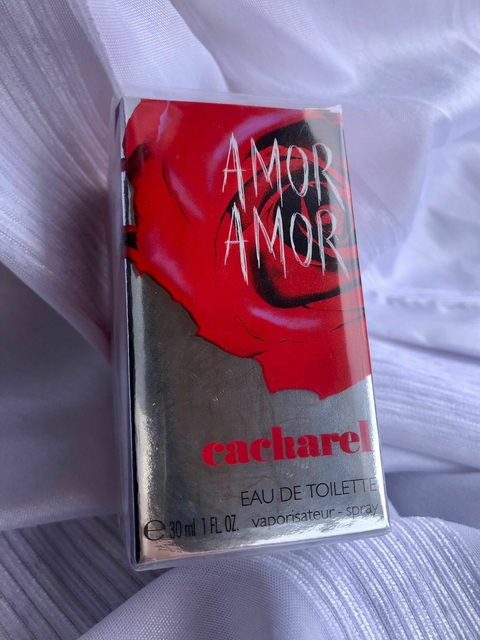 AMOR
AMOR
cacharel
EAU DE TOILETTE
℮ 30 ml 1 FL. OZ. vaporisateur - spray